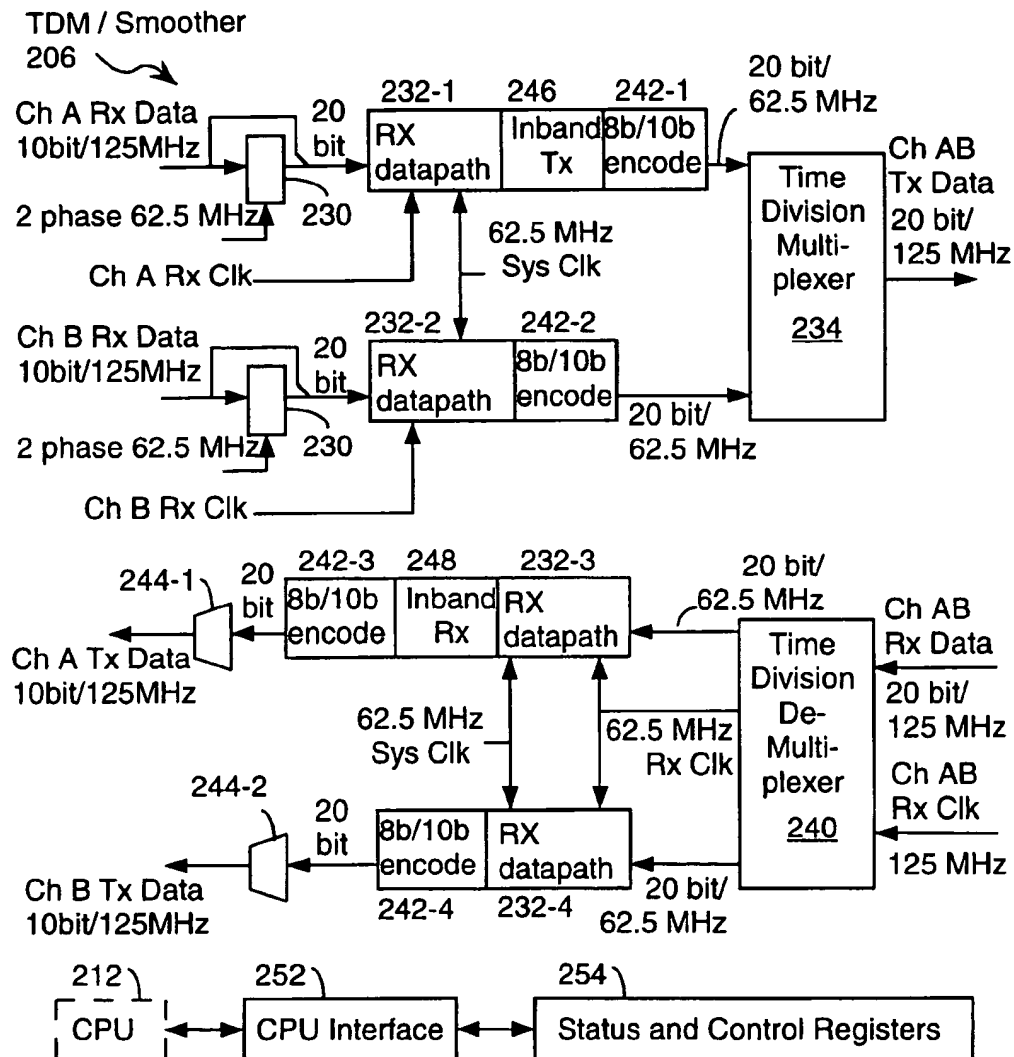 TDM / Smoother
206
Ch A Rx Data
10bit/125MHz
20
bit
232-1
246
242-1
RX
datapath
Inband
Tx
8b/10b
encode
20 bit/
62.5 MHz
2 phase 62.5 MHz
230
Ch A Rx Clk
62.5 MHz
Sys Clk
Time
Division
Multi-
plexer
234
Ch AB
Tx Data
20 bit/
125 MHz
Ch B Rx Data
10bit/125MHz
20
bit
232-2
242-2
RX
datapath
8b/10b
encode
20 bit/
62.5 MHz
2 phase 62.5 MHz
230
Ch B Rx Clk
244-1
20
bit
242-3
248
232-3
8b/10b
encode
Inband
Rx
RX
datapath
20 bit/
62.5 MHz
Ch A Tx Data
10bit/125MHz
62.5 MHz
Sys Clk
62.5 MHz
Rx Clk
Time
Division
De-
Multi-
plexer
240
Ch AB
Rx Data
20 bit/
125 MHz
Ch AB
Rx Clk
125 MHz
244-2
20
bit
8b/10b
encode
RX
datapath
242-4
232-4
20 bit/
62.5 MHz
Ch B Tx Data
10bit/125MHz
212
CPU
252
CPU Interface
254
Status and Control Registers